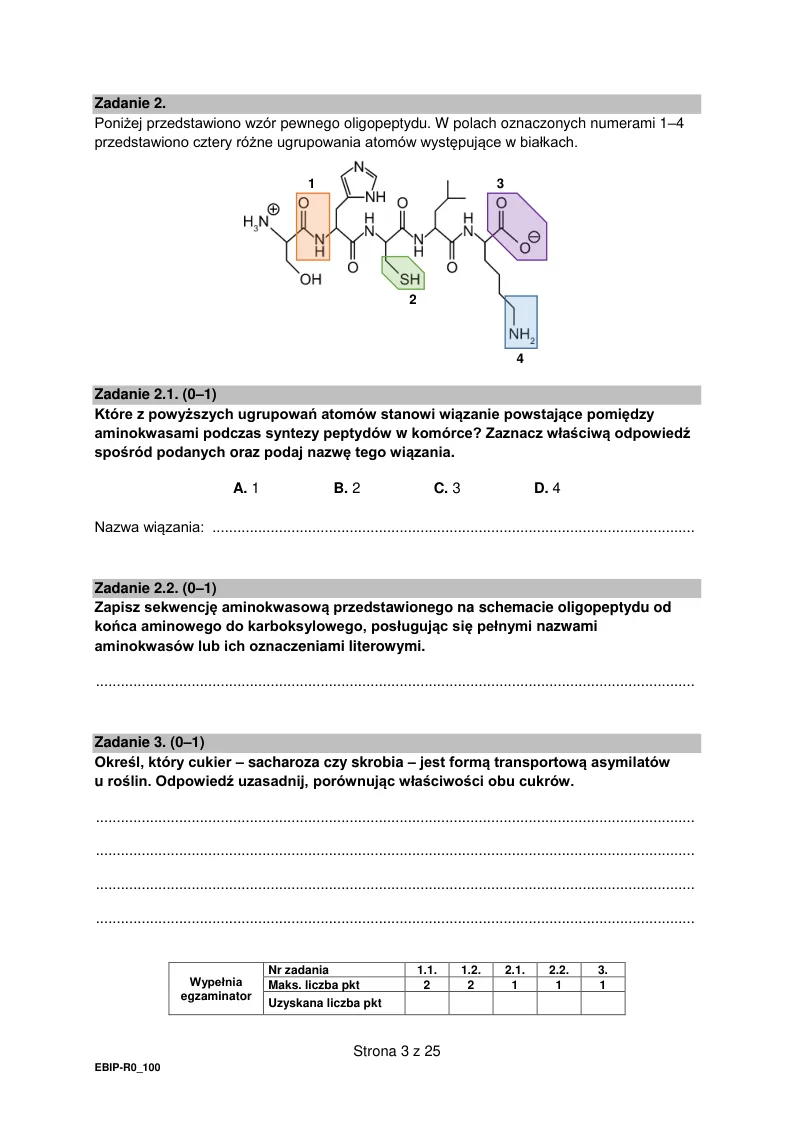 Zadanie 2.
Poniżej przedstawiono wzór pewnego oligopeptydu. W polach oznaczonych numerami 1–4
przedstawiono cztery różne ugrupowania atomów występujące w białkach.
1
3
N
NH
O
H
N
O
H
N
O
H3N
⊕
N
H
O
N
H
O
O
⊖
OH
SH
2
NH2
4
Zadanie 2.1. (0–1)
Które z powyższych ugrupowań atomów stanowi wiązanie powstające pomiędzy
aminokwasami podczas syntezy peptydów w komórce? Zaznacz właściwą odpowiedź
spośród podanych oraz podaj nazwę tego wiązania.
A. 1 B. 2 C. 3 D. 4
Nazwa wiązania: ....................................................................................................................
Zadanie 2.2. (0–1)
Zapisz sekwencję aminokwasową przedstawionego na schemacie oligopeptydu od
końca aminowego do karboksylowego, posługując się pełnymi nazwami
aminokwasów lub ich oznaczeniami literowymi.
................................................................................................................................................
Zadanie 3. (0–1)
Określ, który cukier – sacharoza czy skrobia – jest formą transportową asymilatów
u roślin. Odpowiedź uzasadnij, porównując właściwości obu cukrów.
................................................................................................................................................
................................................................................................................................................
................................................................................................................................................
................................................................................................................................................
Wypełnia
egzaminator
Nr zadania 1.1. 1.2. 2.1. 2.2. 3.
Maks. liczba pkt 2 2 1 1 1
Uzyskana liczba pkt
Strona 3 z 25
EBIP-R0_100